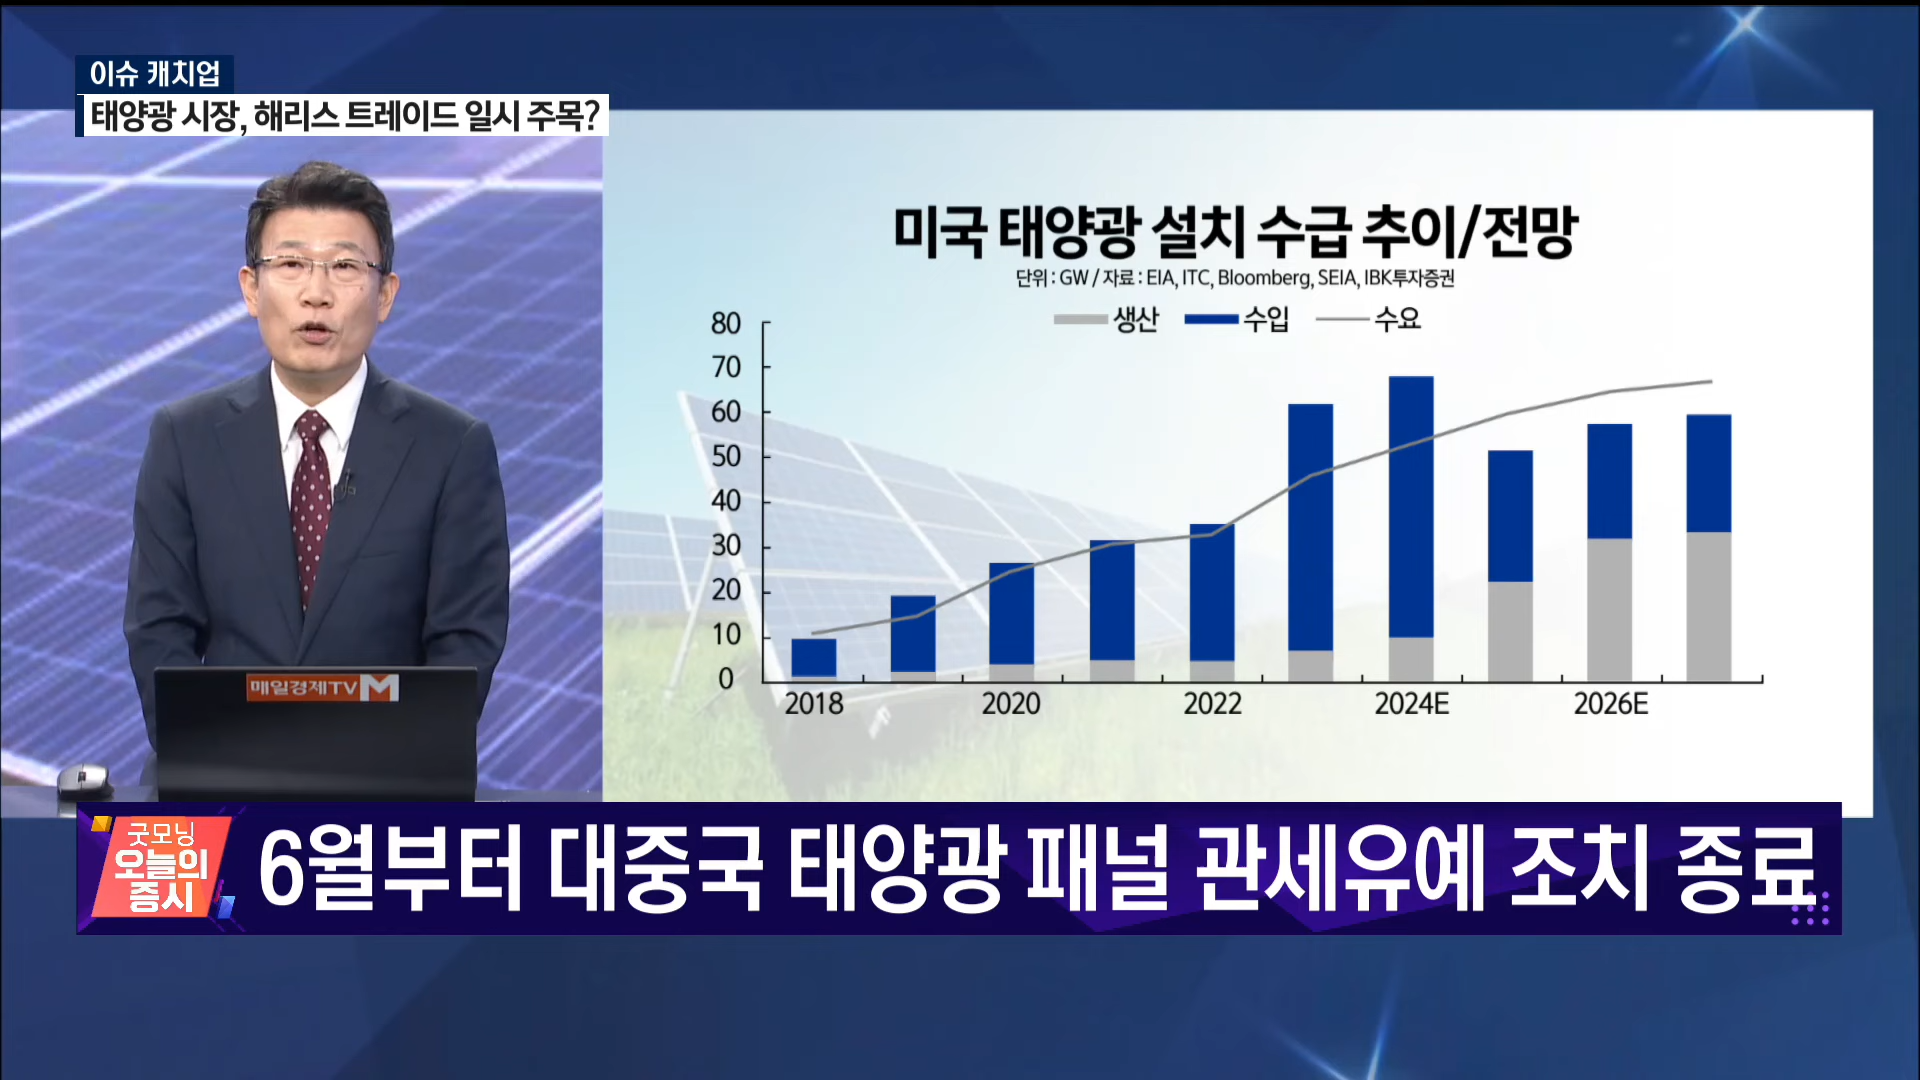 이슈 캐치업
태양광 시장, 해리스 트레이드 일시 주목?
미국 태양광 설치 수급 추이/전망
단위 : GW / 자료 : EIA, ITC, Bloomberg, SEIA, IBK투자증권
생산 수입 수요
80
70
60
50
40
30
20
10
0
2018 2020 2022 2024E 2026E
매일경제TV M
굿모닝
오늘의
증시
6월부터 대중국 태양광 패널 관세유예 조치 종료